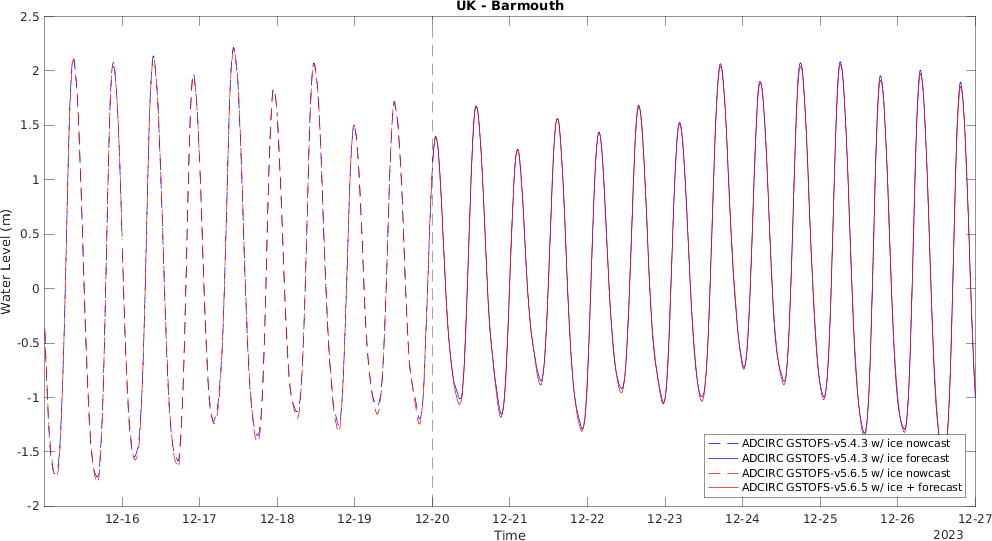 UK - Barmouth
2.5
2
1.5
1
0.5
0
-0.5
-1
-1.5
-2
Water Level (m)
12-16 12-17 12-18 12-19 12-20 12-21 12-22 12-23 12-24 12-25 12-26 12-27
Time
2023
ADCIRC GSTOFS-v5.4.3 w/ ice nowcast
ADCIRC GSTOFS-v5.4.3 w/ ice forecast
ADCIRC GSTOFS-v5.6.5 w/ ice nowcast
ADCIRC GSTOFS-v5.6.5 w/ ice + forecast